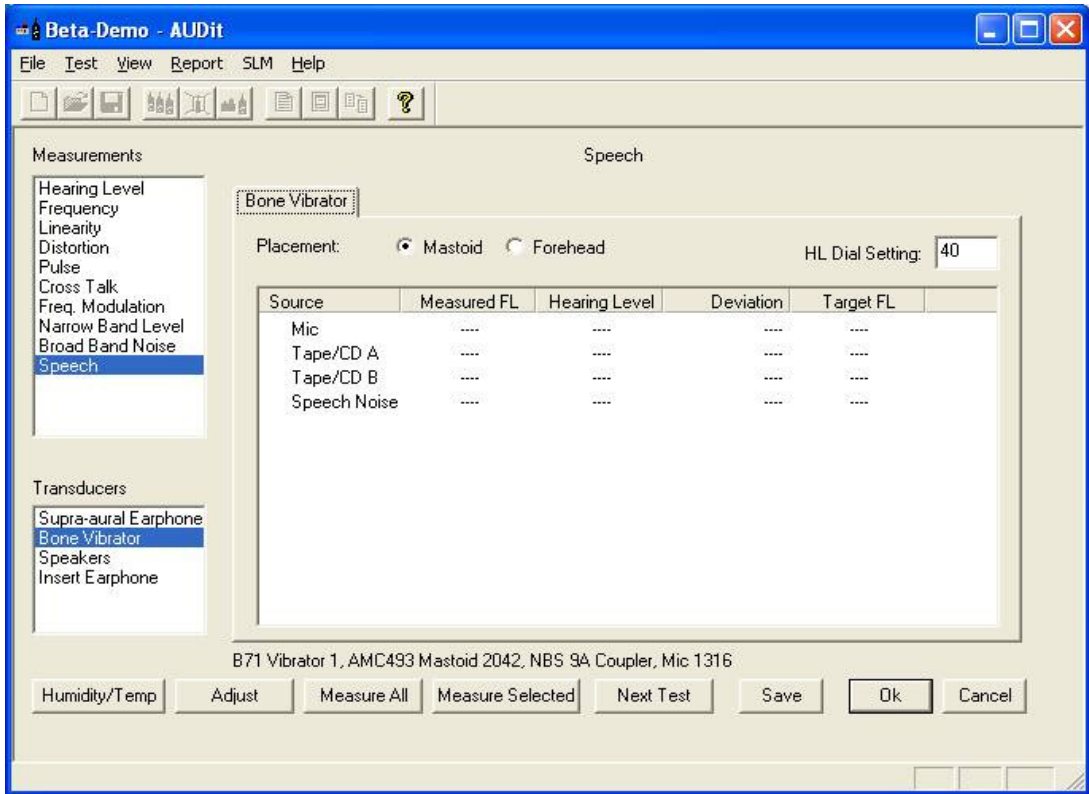 Beta-Demo - AUDit
File Test View Report SLM Help
Measurements
Speech
Hearing Level
Frequency
Linearity
Distortion
Pulse
Cross Talk
Freq. Modulation
Narrow Band Level
Broad Band Noise
Speech
Bone Vibrator
Placement: Mastoid Forehead HL Dial Setting: 40
Source Measured FL Hearing Level Deviation Target FL
Mic ---- ---- ---- ----
Tape/CD A ---- ---- ---- ----
Tape/CD B ---- ---- ---- ----
Speech Noise ---- ---- ---- ----
Transducers
Supra-aural Earphone
Bone Vibrator
Speakers
Insert Earphone
B71 Vibrator 1, AMC493 Mastoid 2042, NBS 9A Coupler, Mic 1316
Humidity/Temp Adjust Measure All Measure Selected Next Test Save Ok Cancel